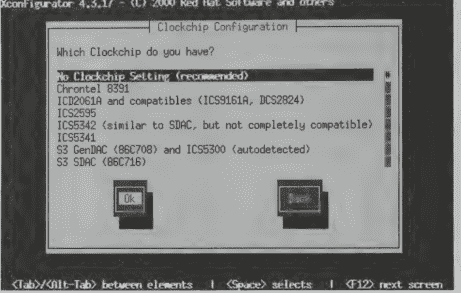 Xconfigurator 4.3.17 - (C) 2000 Red Hat Software and others
Clockchip Configuration
Which Clockchip do you have?
No Clockchip Setting (recommended)
Chrontel 8391
ICD2061A and compatibles (ICS9161A, DCS2824)
ICS2595
ICS5342 (similar to SDAC, but not completely compatible)
ICS5341
S3 GenDAC (86C708) and ICS5300 (autodetected)
S3 SDAC (86C716)
Ok
Back
<Tab>/<Alt-Tab> between elements | <Space> selects | <F12> next screen